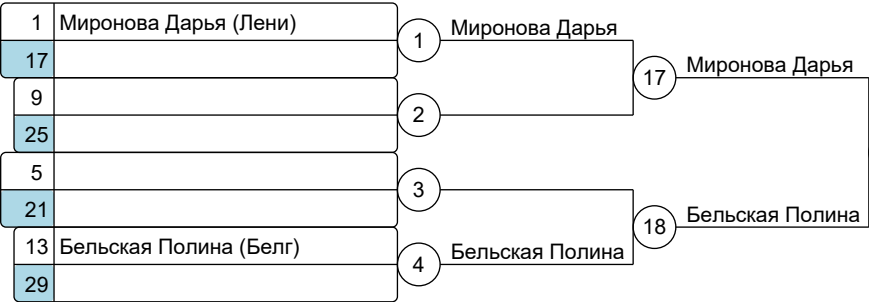 1 Миронова Дарья (Лени)
17
1 Миронова Дарья
9
25
2
17 Миронова Дарья
5
21
3
13 Бельская Полина (Белг)
29
4 Бельская Полина
18 Бельская Полина